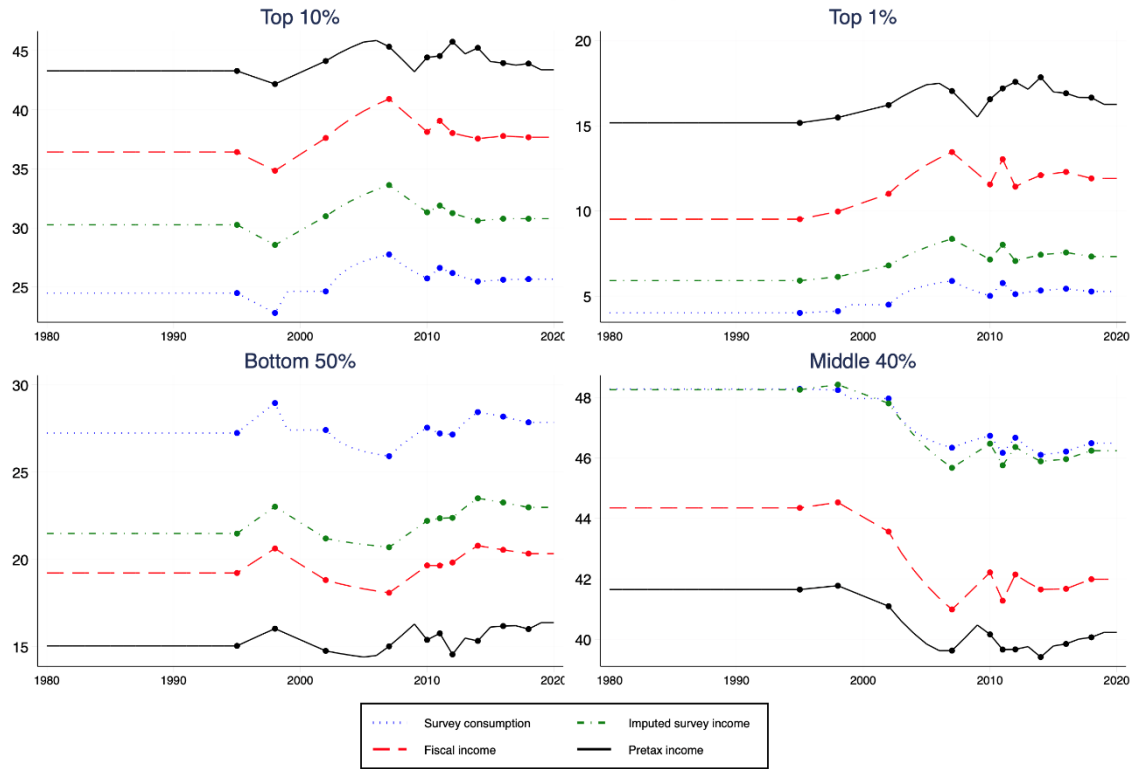 Top 10%
45
40
35
30
25
1980 1990 2000 2010 2020
Top 1%
20
15
10
5
1980 1990 2000 2010 2020
Bottom 50%
30
25
20
15
1980 1990 2000 2010 2020
Middle 40%
48
46
44
42
40
1980 1990 2000 2010 2020
Survey consumption Imputed survey income
Fiscal income Pretax income